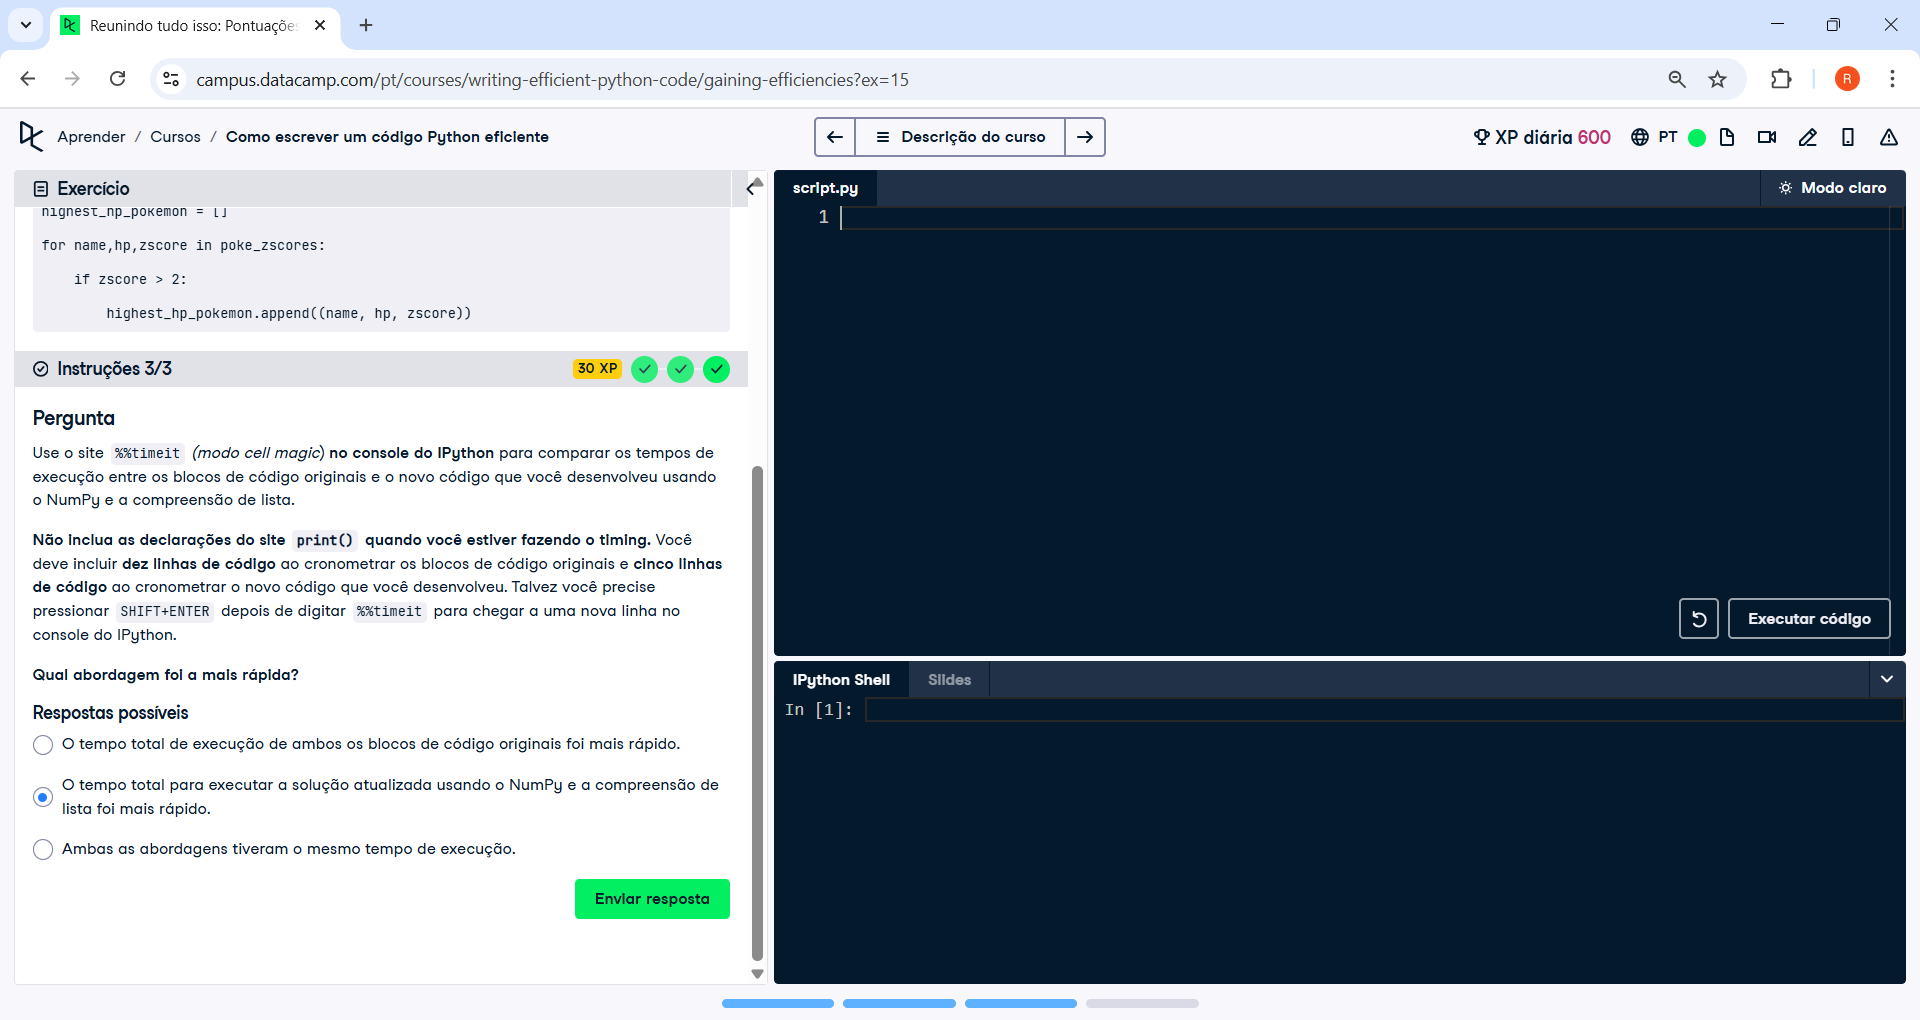 Reunindo tudo isso: Pontuações
campus.datacamp.com/pt/courses/writing-efficient-python-code/gaining-efficiencies?ex=15
R
Aprender / Cursos / Como escrever um código Python eficiente
Descrição do curso
XP diária 600
PT
Exercício
highest_hp_pokemon = []
for name,hp,zscore in poke_zscores:
    if zscore > 2:
        highest_hp_pokemon.append((name, hp, zscore))
Instruções 3/3
30 XP
Pergunta
Use o site %%timeit (modo cell magic) no console do IPython para comparar os tempos de
execução entre os blocos de código originais e o novo código que você desenvolveu usando
o NumPy e a compreensão de lista.
Não inclua as declarações do site print() quando você estiver fazendo o timing. Você
deve incluir dez linhas de código ao cronometrar os blocos de código originais e cinco linhas
de código ao cronometrar o novo código que você desenvolveu. Talvez você precise
pressionar SHIFT+ENTER depois de digitar %%timeit para chegar a uma nova linha no
console do IPython.
Qual abordagem foi a mais rápida?
Respostas possíveis
O tempo total de execução de ambos os blocos de código originais foi mais rápido.
O tempo total para executar a solução atualizada usando o NumPy e a compreensão de
lista foi mais rápido.
Ambas as abordagens tiveram o mesmo tempo de execução.
Enviar resposta
script.py
Modo claro
1
Executar código
IPython Shell
Slides
In [1]: